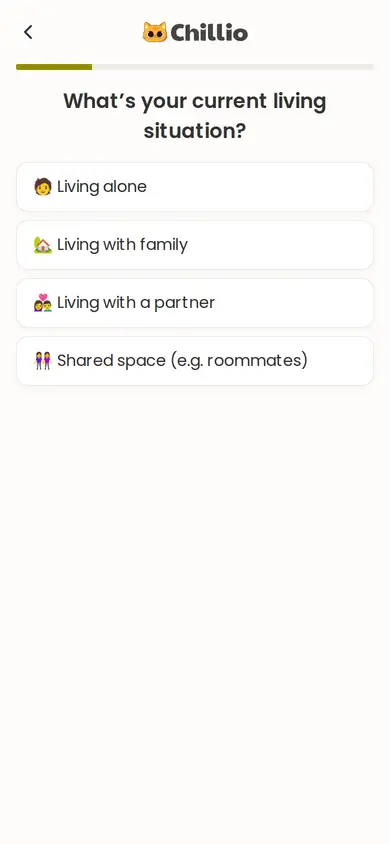 Chillio
What’s your current living
situation?
🧑 Living alone
🏡 Living with family
👩‍❤️‍👨 Living with a partner
👭 Shared space (e.g. roommates)